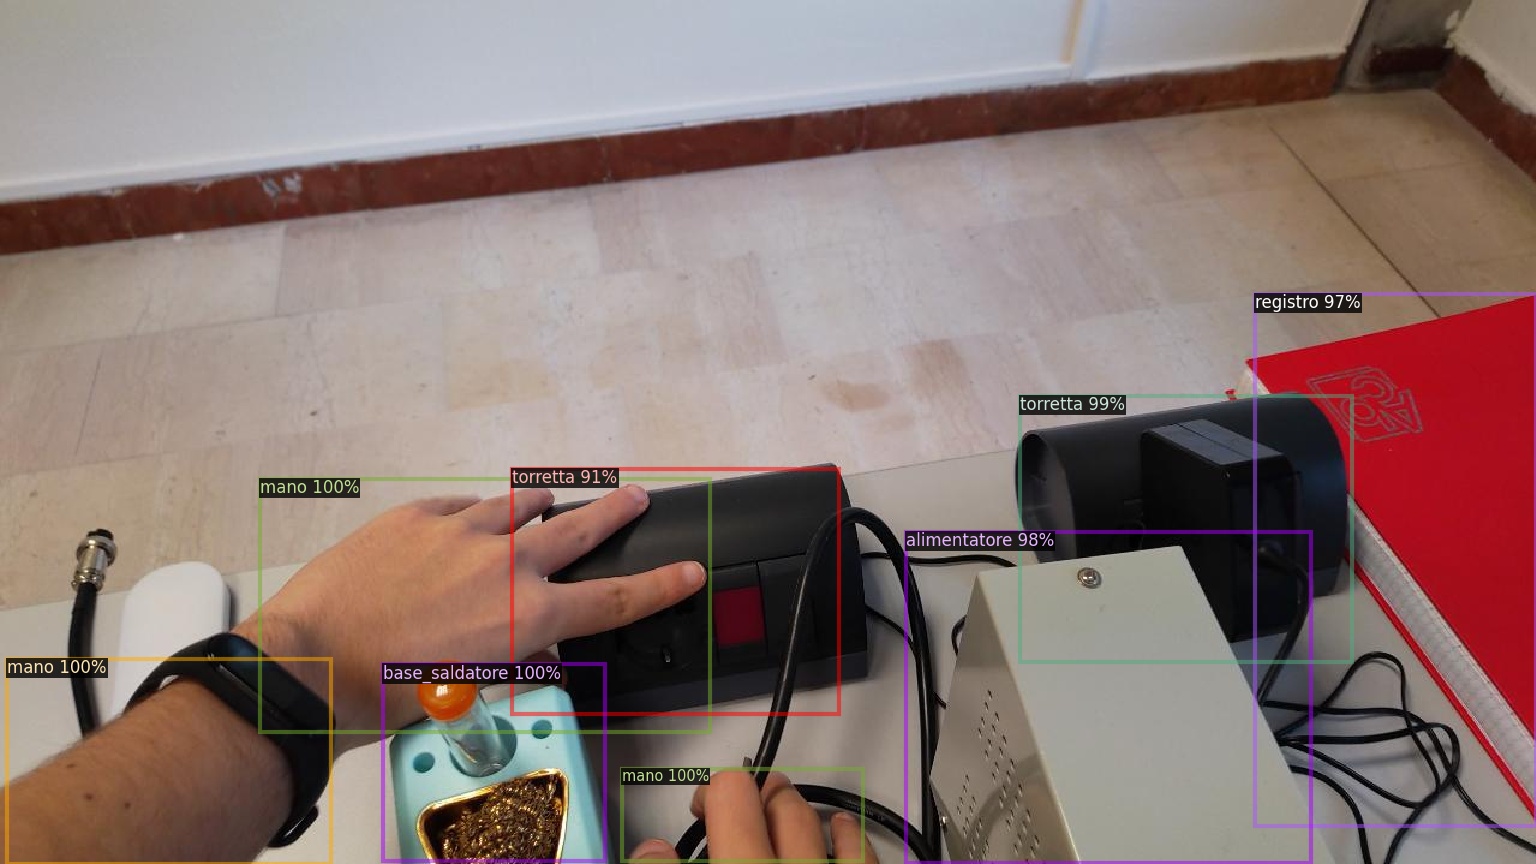 registro 97%
torretta 99%
torretta 91%
mano 100%
alimentatore 98%
mano 100%
base_saldatore 100%
mano 100%